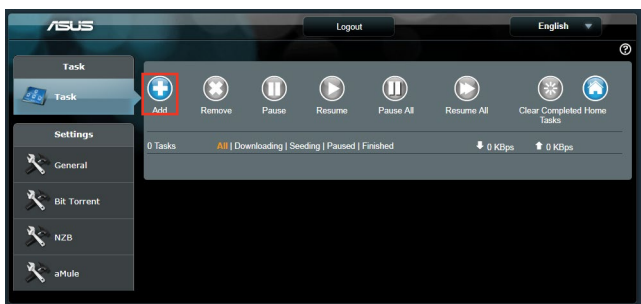 ASUS
Logout
English
?
Task
Task
Add
Remove
Pause
Resume
Pause All
Resume All
Clear Completed
Tasks
Home
Settings
0 Tasks
All | Downloading | Seeding | Paused | Finished
0 KBps
0 KBps
General
Bit Torrent
NZB
aMule